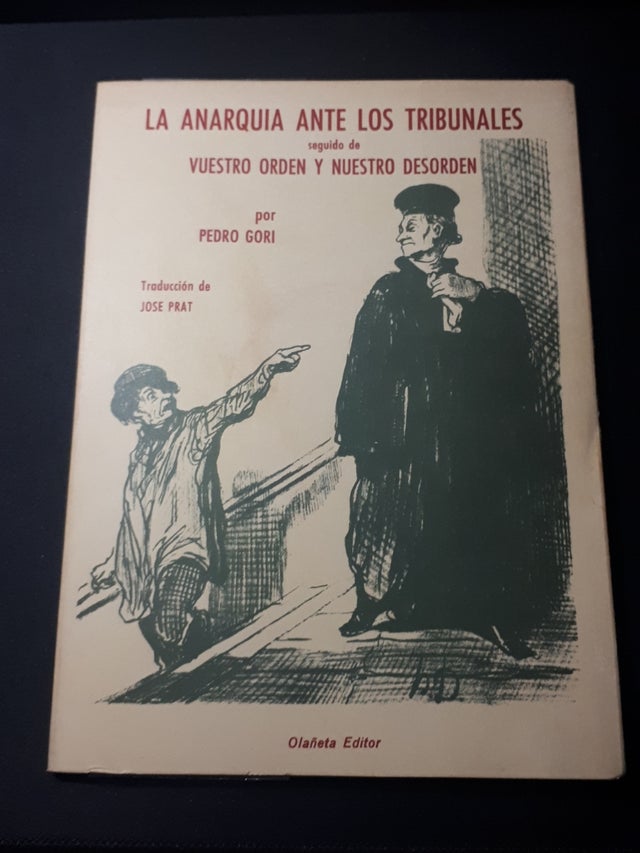 LA ANARQUIA ANTE LOS TRIBUNALES
seguido de
VUESTRO ORDEN Y NUESTRO DESORDEN
por
PEDRO GORI
Traducción de
JOSE PRAT
Olañeta Editor